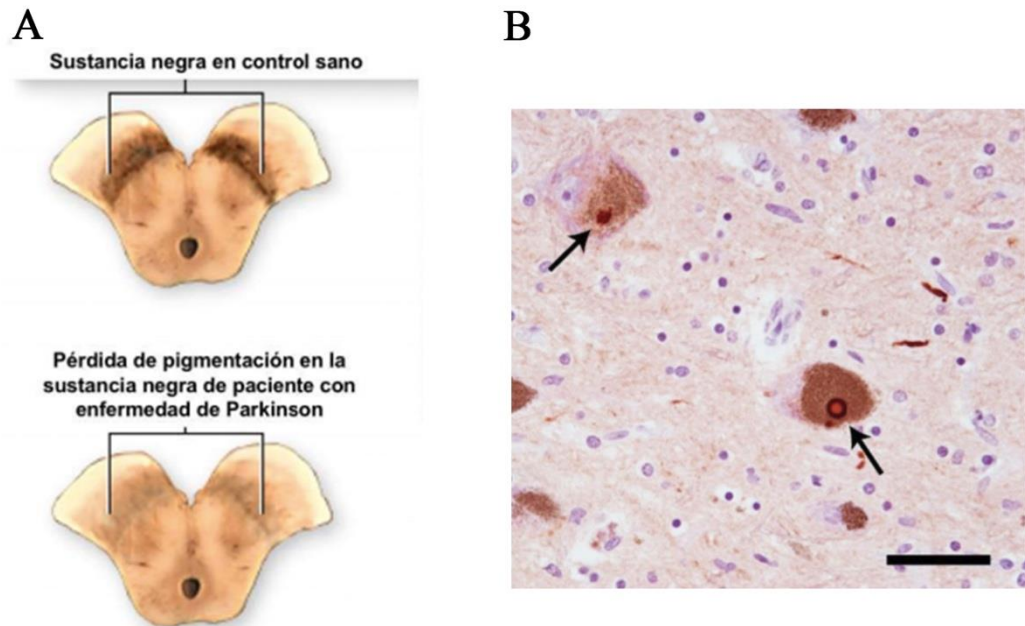 A
Sustancia negra en control sano
Pérdida de pigmentación en la
sustancia negra de paciente con
enfermedad de Parkinson
B